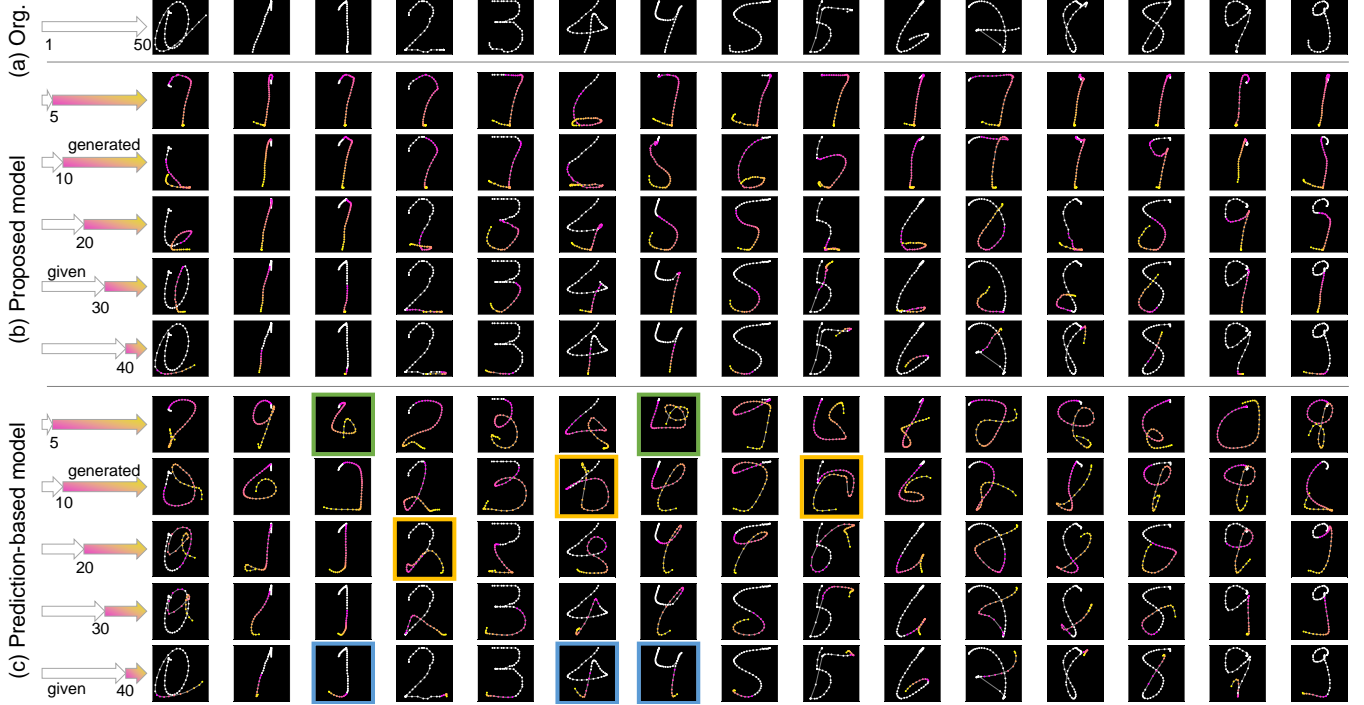 (a) Org.
1
50
(b) Proposed model
5
generated
10
20
given
30
40
(c) Prediction-based model
5
generated
10
20
30
given
40